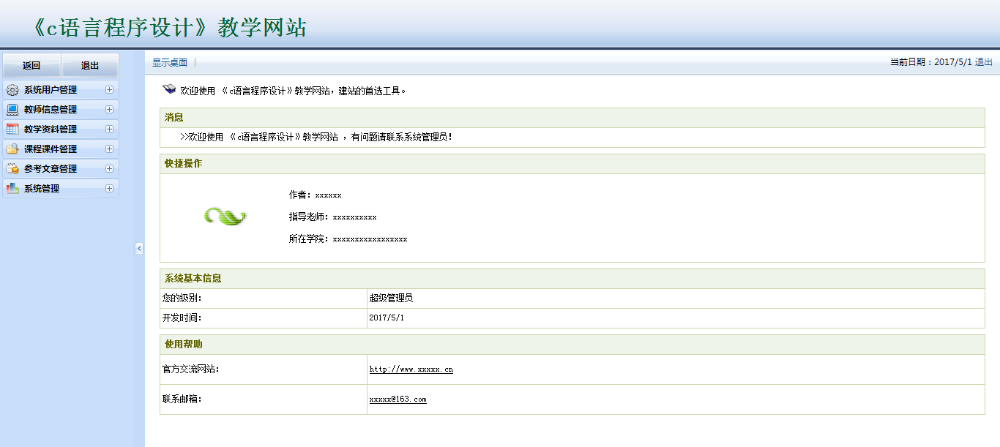 《c语言程序设计》教学网站
返回 退出
显示桌面 当前日期：2017/5/1 退出
系统用户管理
教师信息管理
教学资料管理
课程课件管理
参考文章管理
系统管理
欢迎使用 《c语言程序设计》教学网站，建站的首选工具。
消息
>>欢迎使用 《c语言程序设计》教学网站 ，有问题请联系系统管理员！
快捷操作
作者：xxxxxx
指导老师：xxxxxxxxxx
所在学院：xxxxxxxxxxxxxxxxx
系统基本信息
您的级别： 超级管理员
开发时间： 2017/5/1
使用帮助
官方交流网站： http://www.xxxxx.cn
联系邮箱： xxxxx@163.com